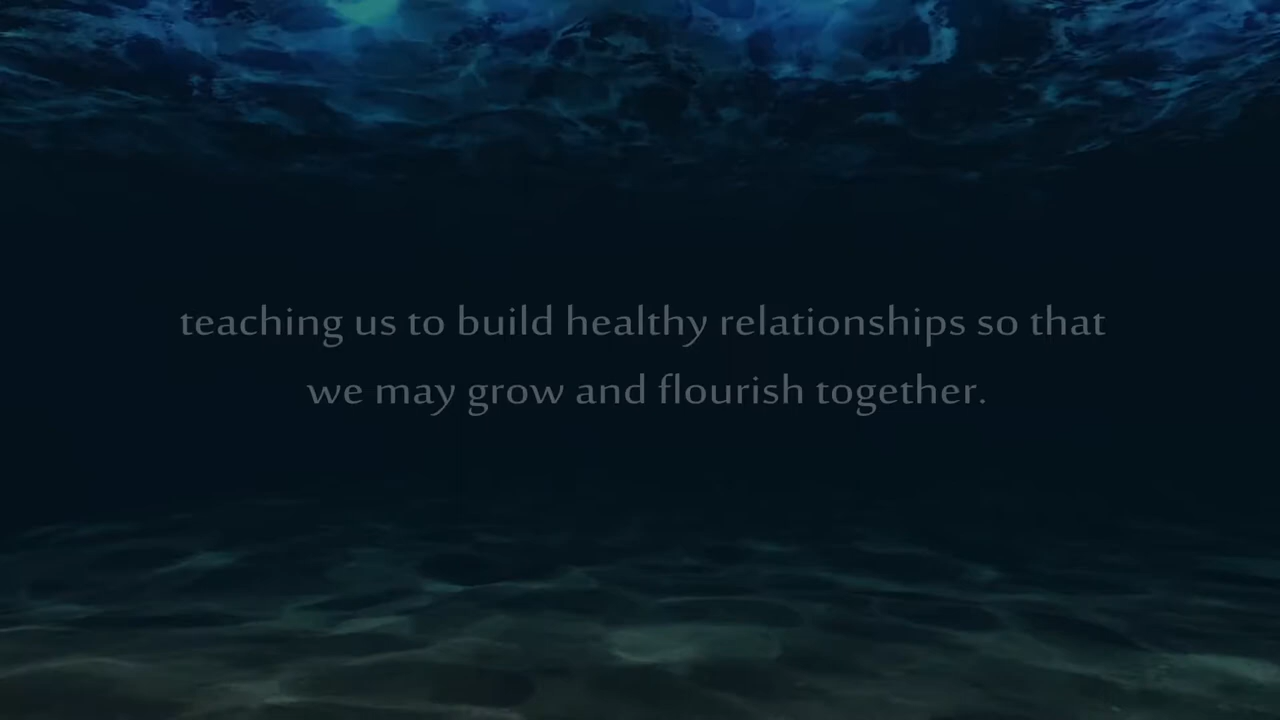 teaching us to build healthy relationships so that
we may grow and flourish together.